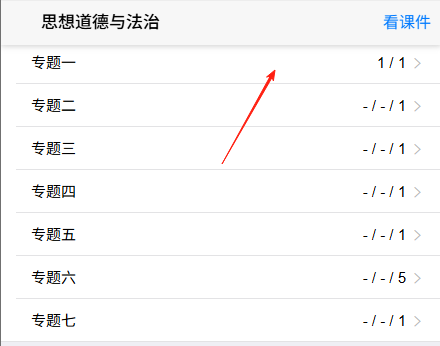 思想道德与法治 看课件
专题一 1 / 1
专题二 - / - / 1
专题三 - / - / 1
专题四 - / - / 1
专题五 - / - / 1
专题六 - / - / 5
专题七 - / - / 1